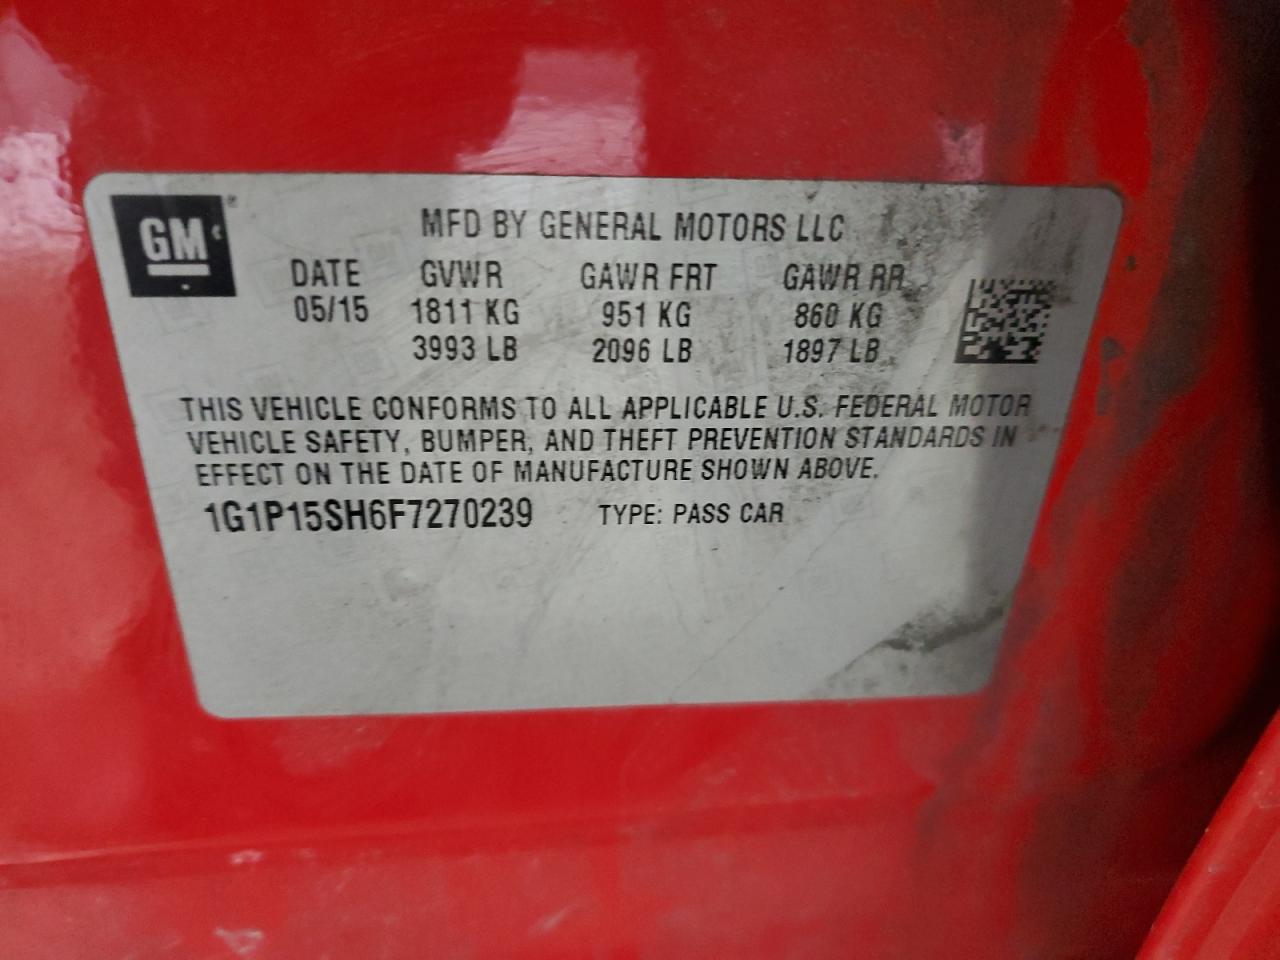 GM
MFD BY GENERAL MOTORS LLC
DATE GVWR GAWR FRT GAWR RR
05/15 1811 KG 951 KG 860 KG
3993 LB 2096 LB 1897 LB
THIS VEHICLE CONFORMS TO ALL APPLICABLE U.S. FEDERAL MOTOR
VEHICLE SAFETY, BUMPER, AND THEFT PREVENTION STANDARDS IN
EFFECT ON THE DATE OF MANUFACTURE SHOWN ABOVE.
1G1P15SH6F7270239 TYPE: PASS CAR